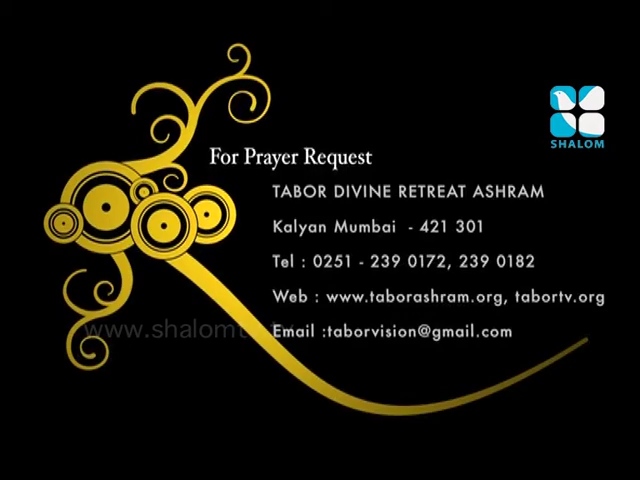 SHALOM
For Prayer Request
TABOR DIVINE RETREAT ASHRAM
Kalyan Mumbai - 421 301
Tel : 0251 - 239 0172, 239 0182
Web : www.taborashram.org, tabortv.org
Email :taborvision@gmail.com